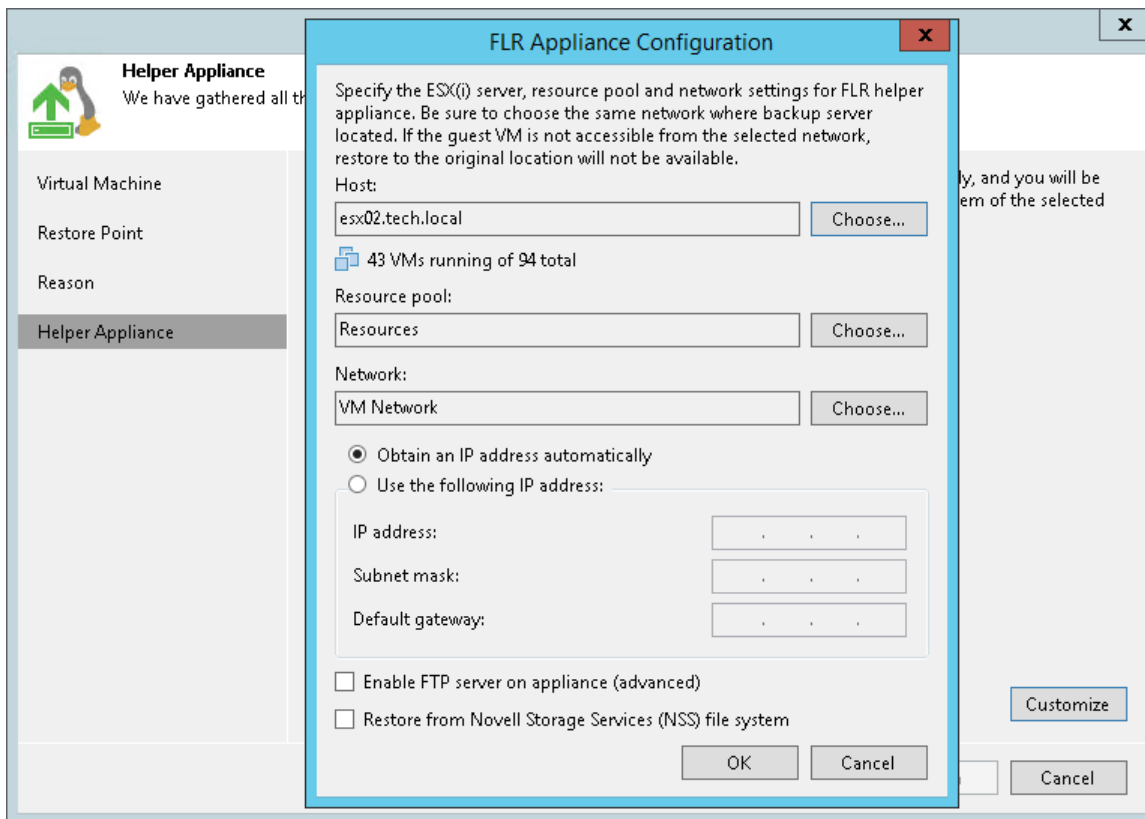 x
FLR Appliance Configuration
x
Helper Appliance
We have gathered all th
Virtual Machine
Restore Point
Reason
Helper Appliance
Specify the ESX(i) server, resource pool and network settings for FLR helper
appliance. Be sure to choose the same network where backup server
located. If the guest VM is not accessible from the selected network,
restore to the original location will not be available.
Host:
esx02.tech.local
Choose...
43 VMs running of 94 total
Resource pool:
Resources
Choose...
Network:
VM Network
Choose...
Obtain an IP address automatically
Use the following IP address:
IP address:
. . .
Subnet mask:
. . .
Default gateway:
. . .
Enable FTP server on appliance (advanced)
Restore from Novell Storage Services (NSS) file system
OK
Cancel
ly, and you will be
em of the selected
Customize
Cancel